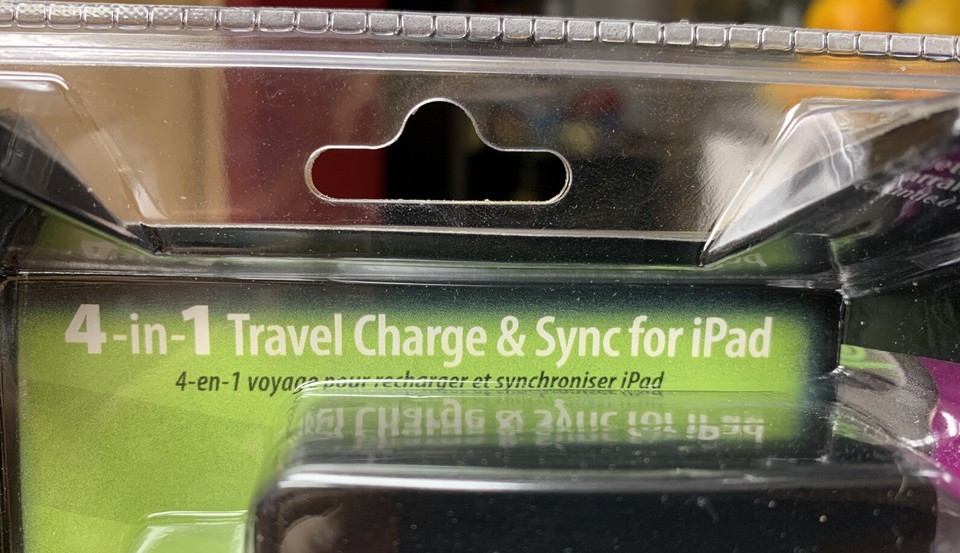 4-in-1 Travel Charge & Sync for iPad
4-en-1 voyage pour recharger et synchroniser iPad